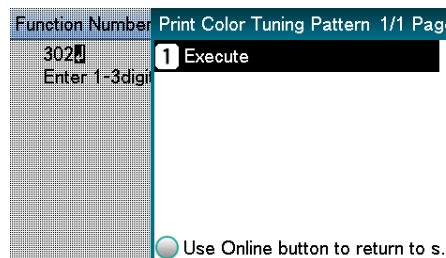 Function Number
302
Enter 1-3digi
Print Color Tuning Pattern 1/1 Pag
1 Execute
Use Online button to return to s.